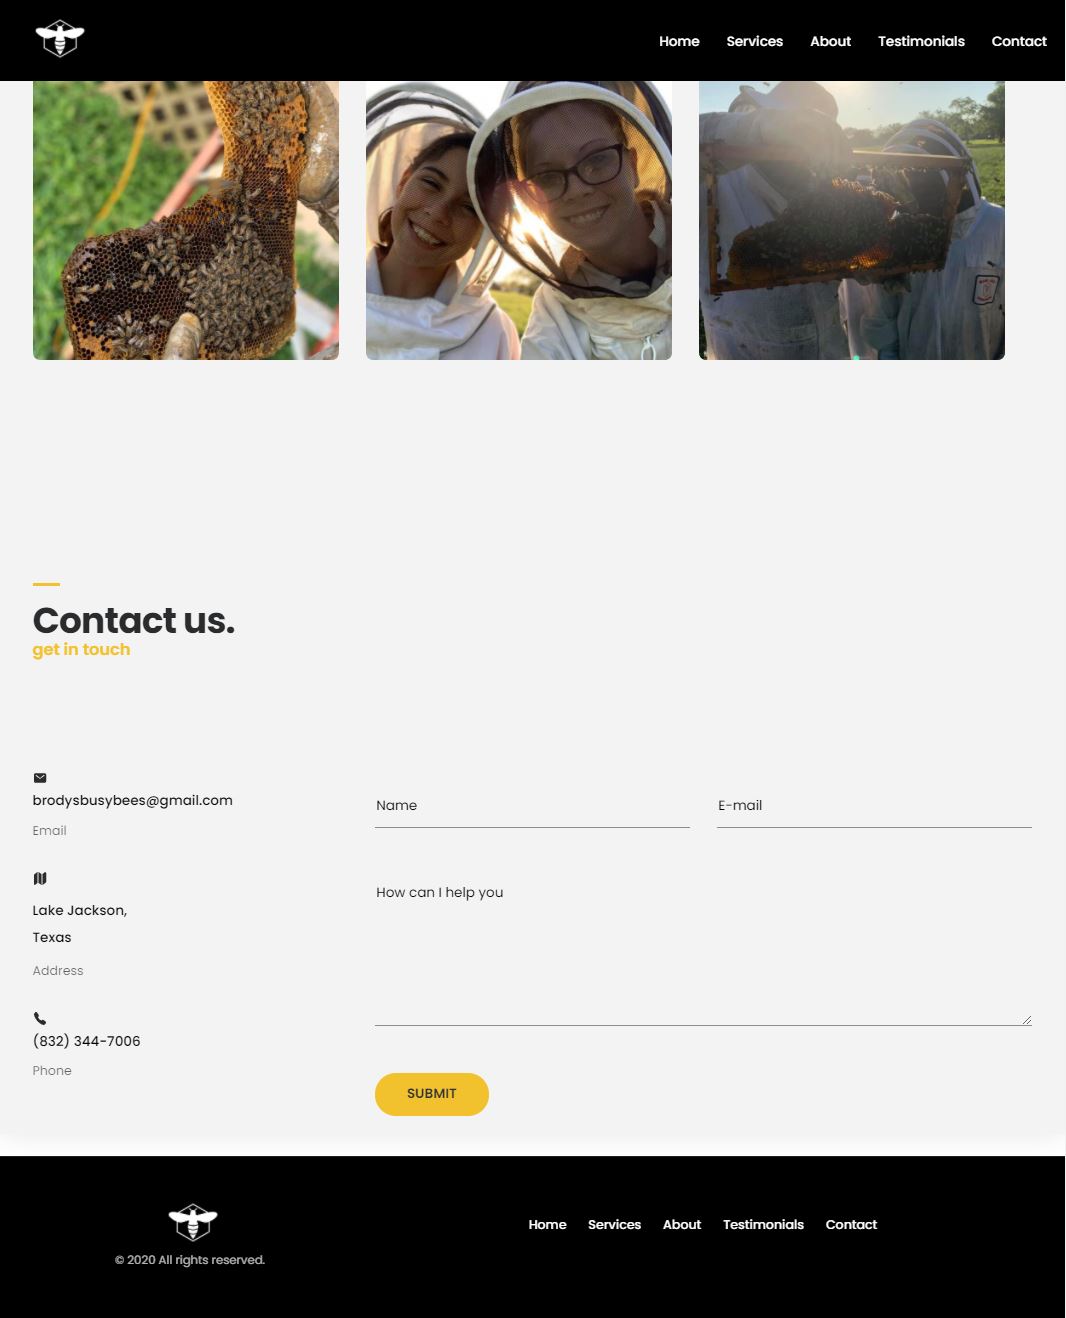 Home Services About Testimonials Contact
Contact us.
get in touch
brodysbusybees@gmail.com
Email
Lake Jackson,
Texas
Address
(832) 344-7006
Phone
Name E-mail
How can I help you
SUBMIT
Home Services About Testimonials Contact
© 2020 All rights reserved.